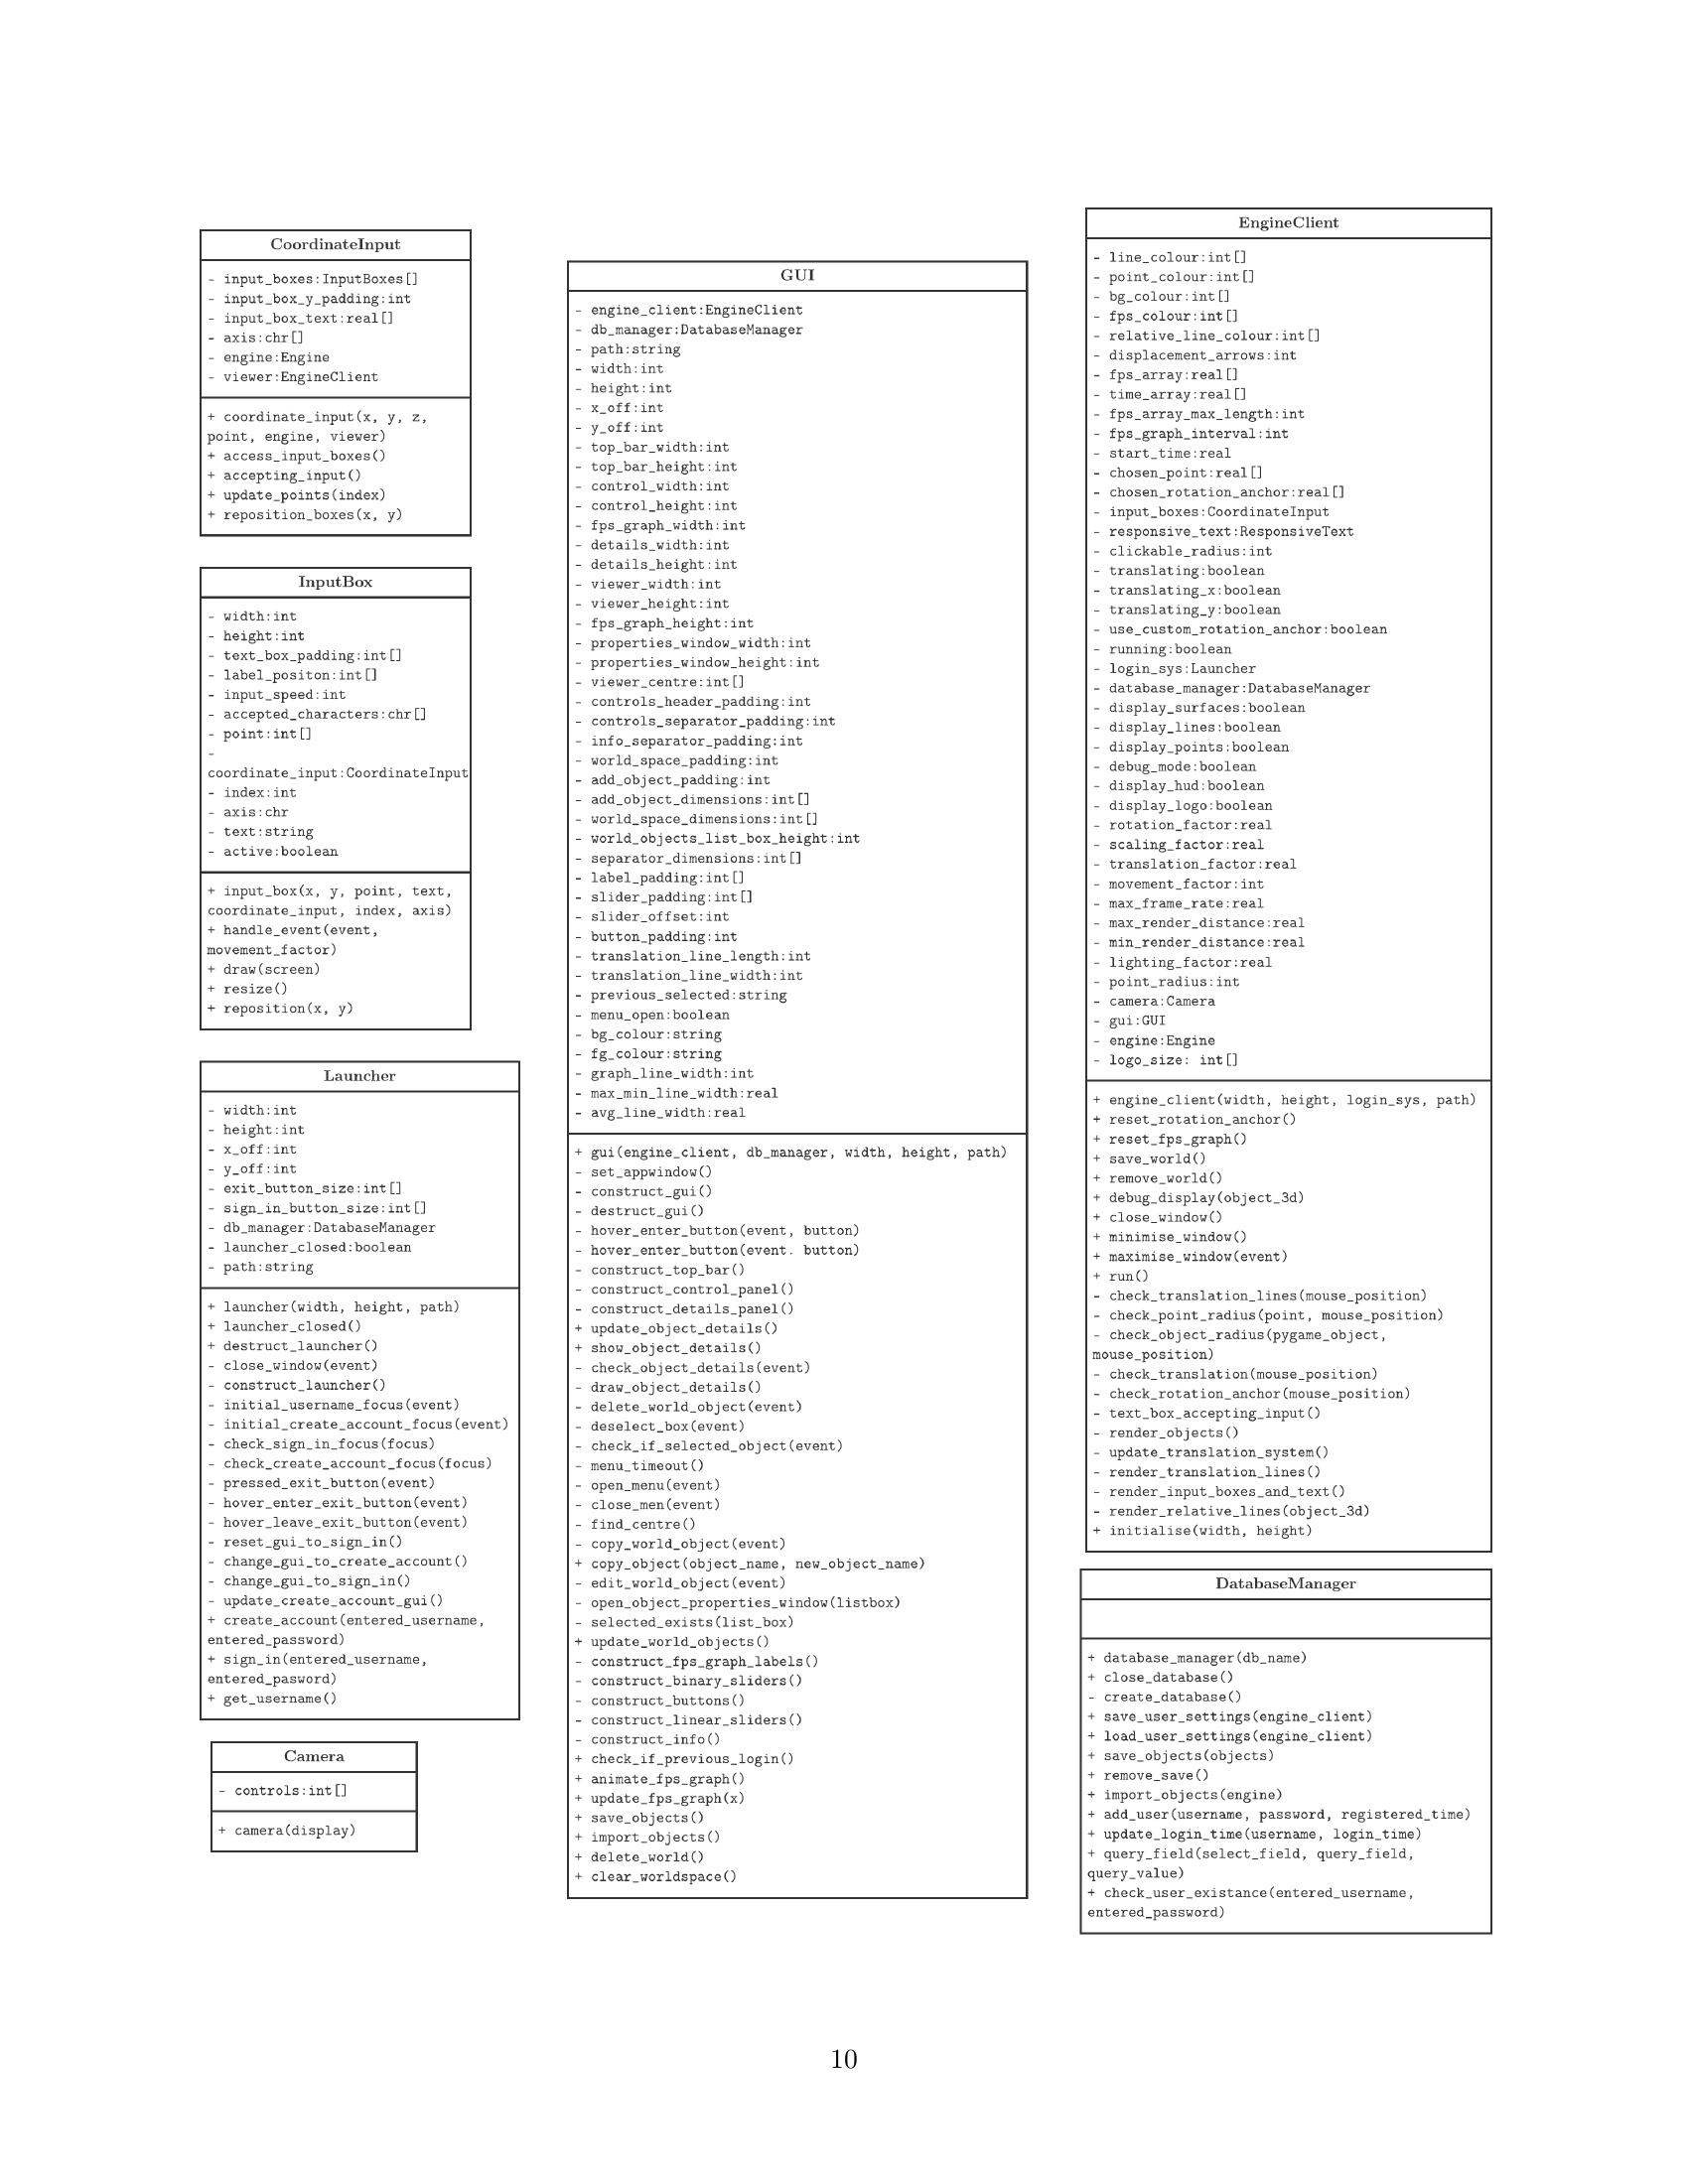 CoordinateInput
- input_boxes:InputBoxes[]
- input_box_y_padding:int
- input_box_text:real[]
- axis:chr[]
- engine:Engine
- viewer:EngineClient
+ coordinate_input(x, y, z,
point, engine, viewer)
+ access_input_boxes()
+ accepting_input()
+ update_points(index)
+ reposition_boxes(x, y)
InputBox
- width:int
- height:int
- text_box_padding:int[]
- label_positon:int[]
- input_speed:int
- accepted_characters:chr[]
- point:int[]
-
coordinate_input:CoordinateInput
- index:int
- axis:chr
- text:string
- active:boolean
+ input_box(x, y, point, text,
coordinate_input, index, axis)
+ handle_event(event,
movement_factor)
+ draw(screen)
+ resize()
+ reposition(x, y)
Launcher
- width:int
- height:int
- x_off:int
- y_off:int
- exit_button_size:int[]
- sign_in_button_size:int[]
- db_manager:DatabaseManager
- launcher_closed:boolean
- path:string
+ launcher(width, height, path)
+ launcher_closed()
+ destruct_launcher()
- close_window(event)
- construct_launcher()
- initial_username_focus(event)
- initial_create_account_focus(event)
- check_sign_in_focus(focus)
- check_create_account_focus(focus)
- pressed_exit_button(event)
- hover_enter_exit_button(event)
- hover_leave_exit_button(event)
- reset_gui_to_sign_in()
- change_gui_to_create_account()
- change_gui_to_sign_in()
- update_create_account_gui()
+ create_account(entered_username,
entered_password)
+ sign_in(entered_username,
entered_pasword)
+ get_username()
Camera
- controls:int[]
+ camera(display)
GUI
- engine_client:EngineClient
- db_manager:DatabaseManager
- path:string
- width:int
- height:int
- x_off:int
- y_off:int
- top_bar_width:int
- top_bar_height:int
- control_width:int
- control_height:int
- fps_graph_width:int
- details_width:int
- details_height:int
- viewer_width:int
- viewer_height:int
- fps_graph_height:int
- properties_window_width:int
- properties_window_height:int
- viewer_centre:int[]
- controls_header_padding:int
- controls_separator_padding:int
- info_separator_padding:int
- world_space_padding:int
- add_object_padding:int
- add_object_dimensions:int[]
- world_space_dimensions:int[]
- world_objects_list_box_height:int
- separator_dimensions:int[]
- label_padding:int[]
- slider_padding:int[]
- slider_offset:int
- button_padding:int
- translation_line_length:int
- translation_line_width:int
- previous_selected:string
- menu_open:boolean
- bg_colour:string
- fg_colour:string
- graph_line_width:int
- max_min_line_width:real
- avg_line_width:real
+ gui(engine_client, db_manager, width, height, path)
- set_appwindow()
- construct_gui()
- destruct_gui()
- hover_enter_button(event, button)
- hover_enter_button(event. button)
- construct_top_bar()
- construct_control_panel()
- construct_details_panel()
+ update_object_details()
+ show_object_details()
- check_object_details(event)
- draw_object_details()
- delete_world_object(event)
- deselect_box(event)
- check_if_selected_object(event)
- menu_timeout()
- open_menu(event)
- close_men(event)
- find_centre()
- copy_world_object(event)
+ copy_object(object_name, new_object_name)
- edit_world_object(event)
- open_object_properties_window(listbox)
- selected_exists(list_box)
+ update_world_objects()
- construct_fps_graph_labels()
- construct_binary_sliders()
- construct_buttons()
- construct_linear_sliders()
- construct_info()
+ check_if_previous_login()
+ animate_fps_graph()
+ update_fps_graph(x)
+ save_objects()
+ import_objects()
+ delete_world()
+ clear_worldspace()
EngineClient
- line_colour:int[]
- point_colour:int[]
- bg_colour:int[]
- fps_colour:int[]
- relative_line_colour:int[]
- displacement_arrows:int
- fps_array:real[]
- time_array:real[]
- fps_array_max_length:int
- fps_graph_interval:int
- start_time:real
- chosen_point:real[]
- chosen_rotation_anchor:real[]
- input_boxes:CoordinateInput
- responsive_text:ResponsiveText
- clickable_radius:int
- translating:boolean
- translating_x:boolean
- translating_y:boolean
- use_custom_rotation_anchor:boolean
- running:boolean
- login_sys:Launcher
- database_manager:DatabaseManager
- display_surfaces:boolean
- display_lines:boolean
- display_points:boolean
- debug_mode:boolean
- display_hud:boolean
- display_logo:boolean
- rotation_factor:real
- scaling_factor:real
- translation_factor:real
- movement_factor:int
- max_frame_rate:real
- max_render_distance:real
- min_render_distance:real
- lighting_factor:real
- point_radius:int
- camera:Camera
- gui:GUI
- engine:Engine
- logo_size: int[]
+ engine_client(width, height, login_sys, path)
+ reset_rotation_anchor()
+ reset_fps_graph()
+ save_world()
+ remove_world()
+ debug_display(object_3d)
+ close_window()
+ minimise_window()
+ maximise_window(event)
+ run()
- check_translation_lines(mouse_position)
- check_point_radius(point, mouse_position)
- check_object_radius(pygame_object,
mouse_position)
- check_translation(mouse_position)
- check_rotation_anchor(mouse_position)
- text_box_accepting_input()
- render_objects()
- update_translation_system()
- render_translation_lines()
- render_input_boxes_and_text()
- render_relative_lines(object_3d)
+ initialise(width, height)
DatabaseManager
+ database_manager(db_name)
+ close_database()
- create_database()
+ save_user_settings(engine_client)
+ load_user_settings(engine_client)
+ save_objects(objects)
+ remove_save()
+ import_objects(engine)
+ add_user(username, password, registered_time)
+ update_login_time(username, login_time)
+ query_field(select_field, query_field,
query_value)
+ check_user_existance(entered_username,
entered_password)
10